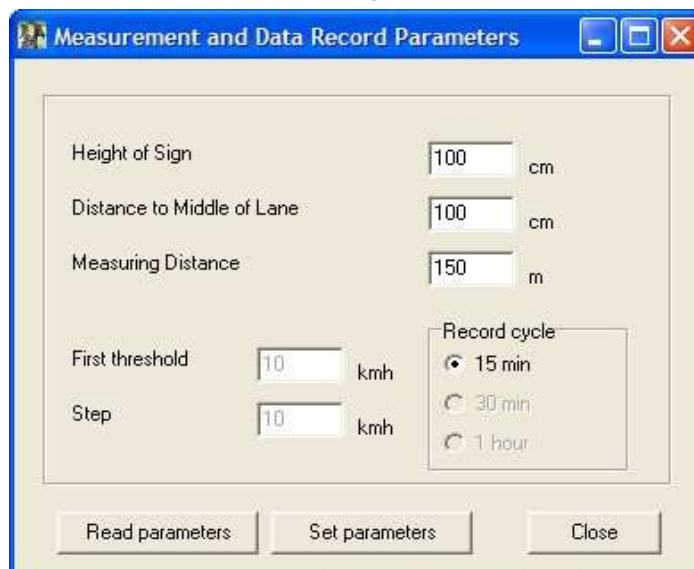 Measurement and Data Record Parameters
Height of Sign 100 cm
Distance to Middle of Lane 100 cm
Measuring Distance 150 m
First threshold 10 kmh
Step 10 kmh
Record cycle
15 min
30 min
1 hour
Read parameters Set parameters Close